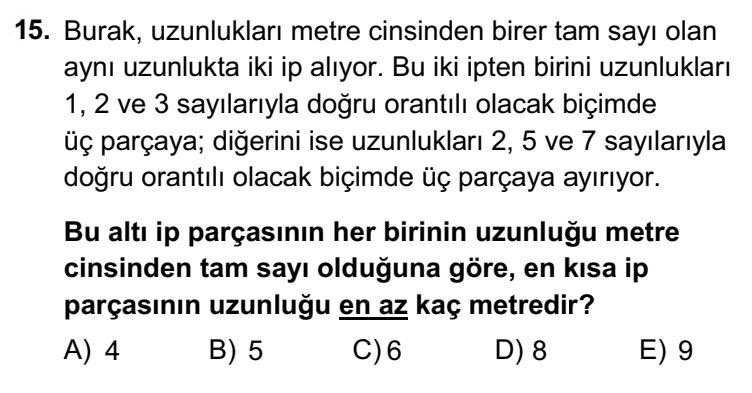 15. Burak, uzunlukları metre cinsinden birer tam sayı olan
aynı uzunlukta iki ip alıyor. Bu iki ipten birini uzunlukları
1, 2 ve 3 sayılarıyla doğru orantılı olacak biçimde
üç parçaya; diğerini ise uzunlukları 2, 5 ve 7 sayılarıyla
doğru orantılı olacak biçimde üç parçaya ayırıyor.
Bu altı ip parçasının her birinin uzunluğu metre
cinsinden tam sayı olduğuna göre, en kısa ip
parçasının uzunluğu en az kaç metredir?
A) 4 B) 5 C) 6 D) 8 E) 9